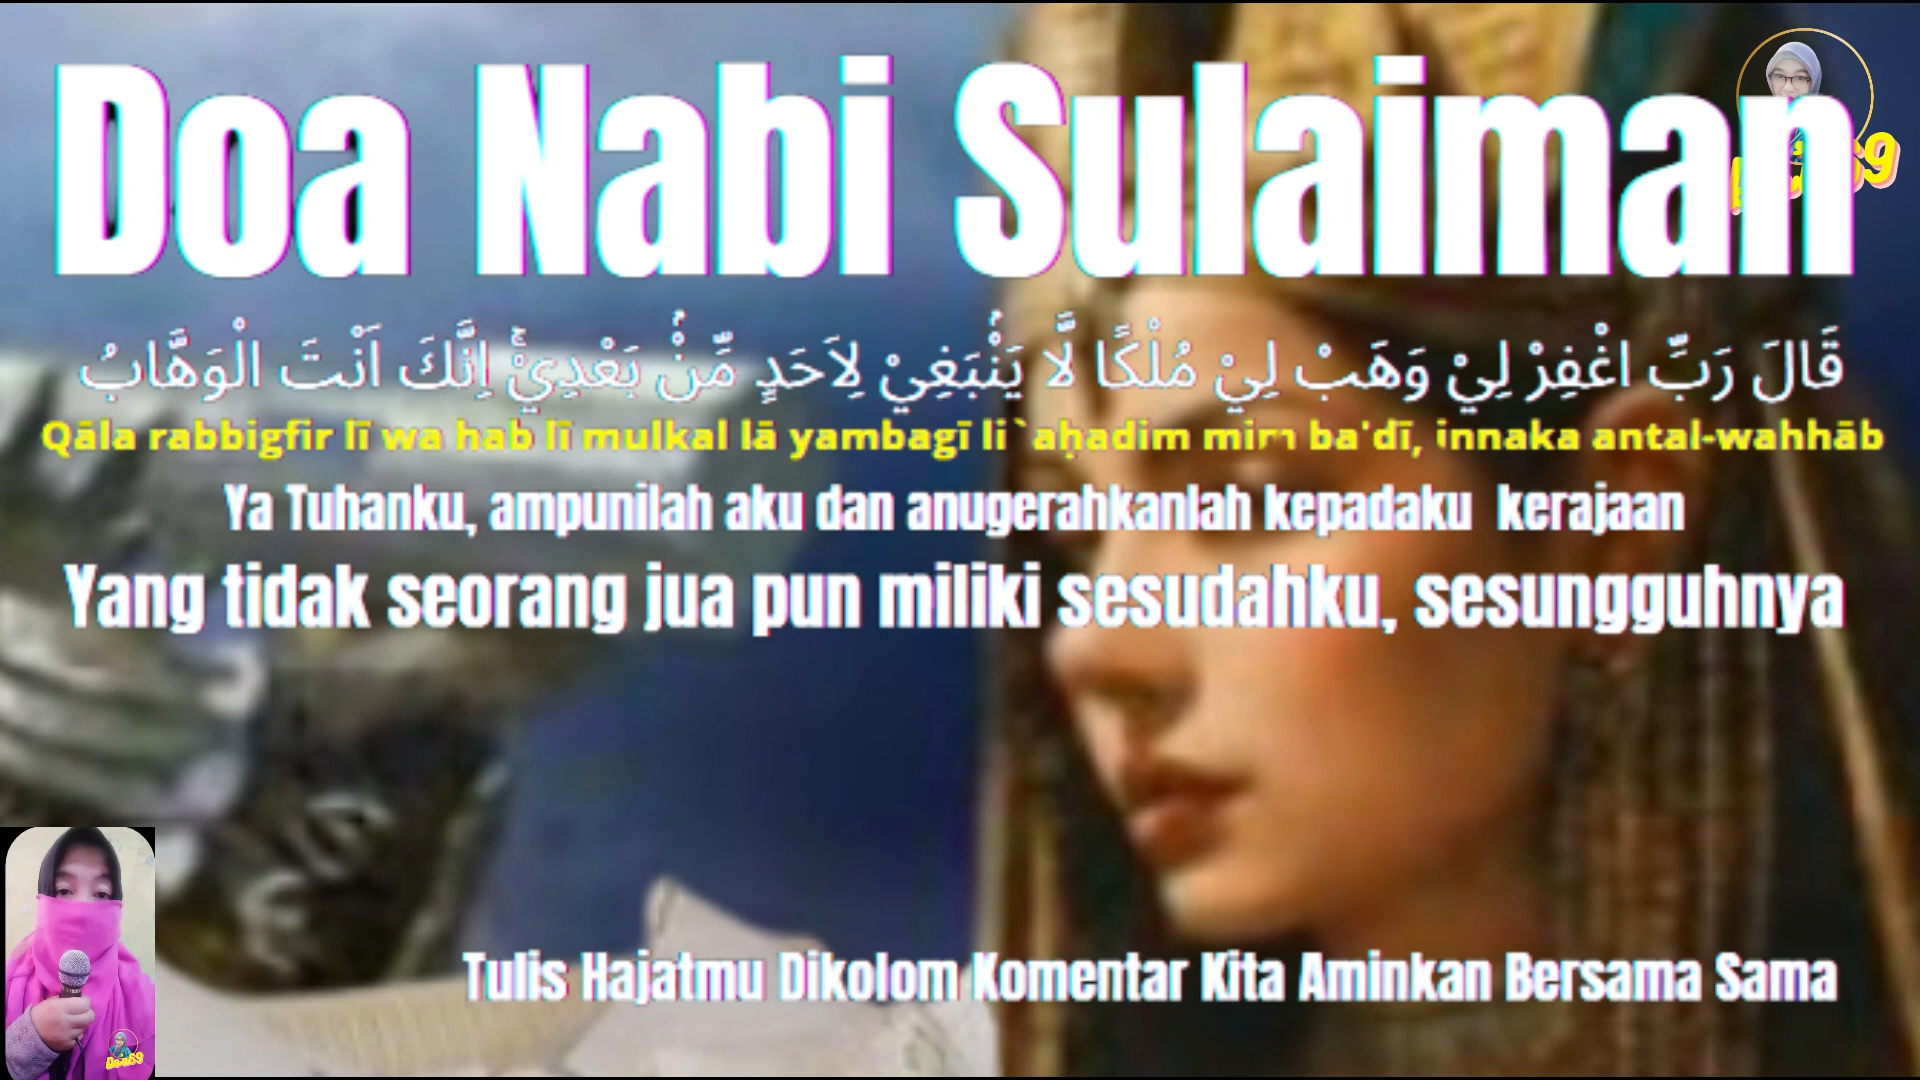 Doa Nabi Sulaiman
قَالَ رَبِّ اغْفِرْ لِيْ وَهَبْ لِيْ مُلْكًا لَّا يَنْۢبَغِيْ لِاَحَدٍ مِّنْۢ بَعْدِيْۚ اِنَّكَ اَنْتَ الْوَهَّابُ
Qāla rabbigfir lī wa hab lī mulkal lā yambagī li`aḥadim mim ba'dī, innaka antal-wahhāb
Ya Tuhanku, ampunilah aku dan anugerahkanlah kepadaku kerajaan
Yang tidak seorang jua pun miliki sesudahku, sesungguhnya
Tulis Hajatmu Dikolom Komentar Kita Aminkan Bersama Sama
Doa69